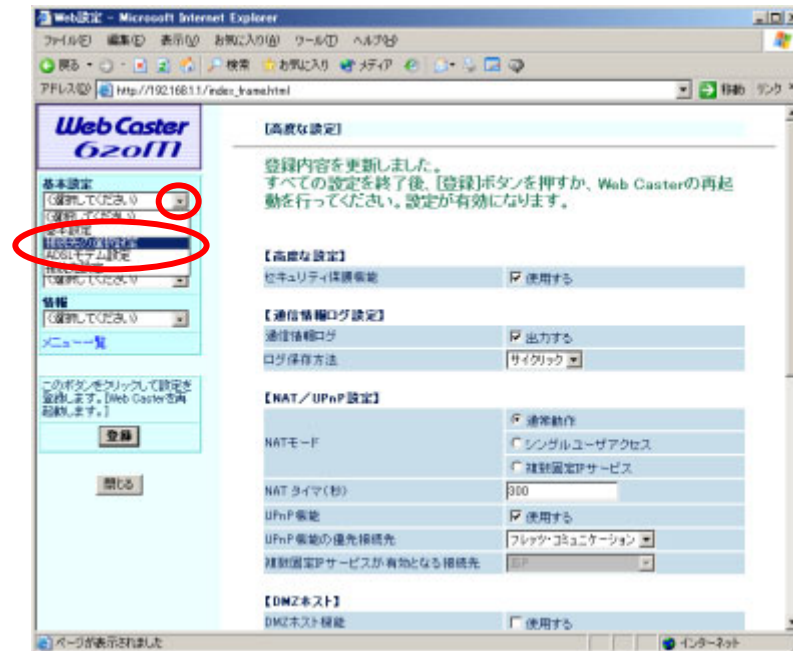 Web設定 - Microsoft Internet Explorer
ファイル(F) 編集(E) 表示(V) お気に入り(A) ツール(T) ヘルプ(H)
戻る 検索 お気に入り メディア
アドレス(D) http://192.168.1.1/index_frame.html 移動 リンク
Web Caster
620M
基本設定
(選択してください)
(選択してください)
基本設定
接続先の選択設定
ADSLモデム設定
(選択してください)
情報
(選択してください)
メニュー一覧
このボタンをクリックして設定を
登録します。[Web Casterを再
起動します。]
登録
閉じる
[高度な設定]
登録内容を更新しました。
すべての設定を終了後、[登録]ボタンを押すか、Web Casterの再起
動を行ってください。設定が有効になります。
【高度な設定】
セキュリティ保護機能 使用する
【通信情報ログ設定】
通信情報ログ 出力する
ログ保存方法 サイクリック
【NAT/UPnP設定】
NATモード
通常動作
シングルユーザアクセス
複数固定IPサービス
NAT タイマ(秒) 300
UPnP機能 使用する
UPnP機能の優先接続先 フレッツ・コミュニケーション
複数固定IPサービスが有効となる接続先 ISP
【DMZホスト】
DMZホスト機能 使用する
ページが表示されました インターネット